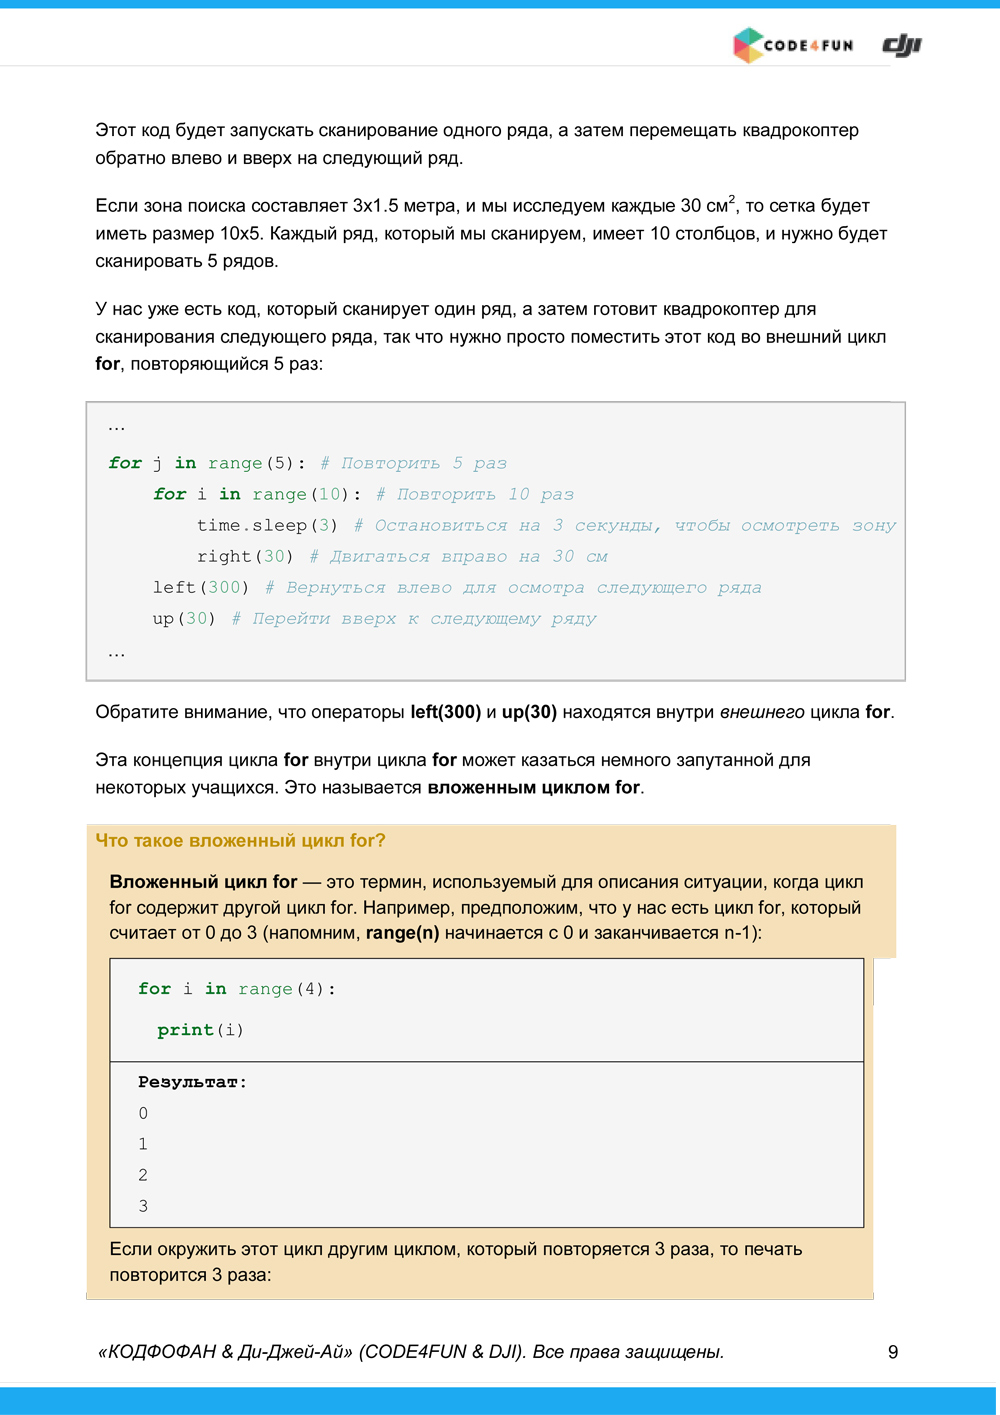 CODE4FUN dji
Этот код будет запускать сканирование одного ряда, а затем перемещать квадрокоптер
обратно влево и вверх на следующий ряд.
Если зона поиска составляет 3x1.5 метра, и мы исследуем каждые 30 см², то сетка будет
иметь размер 10x5. Каждый ряд, который мы сканируем, имеет 10 столбцов, и нужно будет
сканировать 5 рядов.
У нас уже есть код, который сканирует один ряд, а затем готовит квадрокоптер для
сканирования следующего ряда, так что нужно просто поместить этот код во внешний цикл
for, повторяющийся 5 раз:
...
for j in range(5): # Повторить 5 раз
    for i in range(10): # Повторить 10 раз
        time.sleep(3) # Остановиться на 3 секунды, чтобы осмотреть зону
        right(30) # Двигаться вправо на 30 см
    left(300) # Вернуться влево для осмотра следующего ряда
    up(30) # Перейти вверх к следующему ряду
...
Обратите внимание, что операторы left(300) и up(30) находятся внутри внешнего цикла for.
Эта концепция цикла for внутри цикла for может казаться немного запутанной для
некоторых учащихся. Это называется вложенным циклом for.
Что такое вложенный цикл for?
Вложенный цикл for — это термин, используемый для описания ситуации, когда цикл
for содержит другой цикл for. Например, предположим, что у нас есть цикл for, который
считает от 0 до 3 (напомним, range(n) начинается с 0 и заканчивается n-1):
for i in range(4):
  print(i)
Результат:
0
1
2
3
Если окружить этот цикл другим циклом, который повторяется 3 раза, то печать
повторится 3 раза:
«КОДФОФАН & Ди-Джей-Ай» (CODE4FUN & DJI). Все права защищены. 9